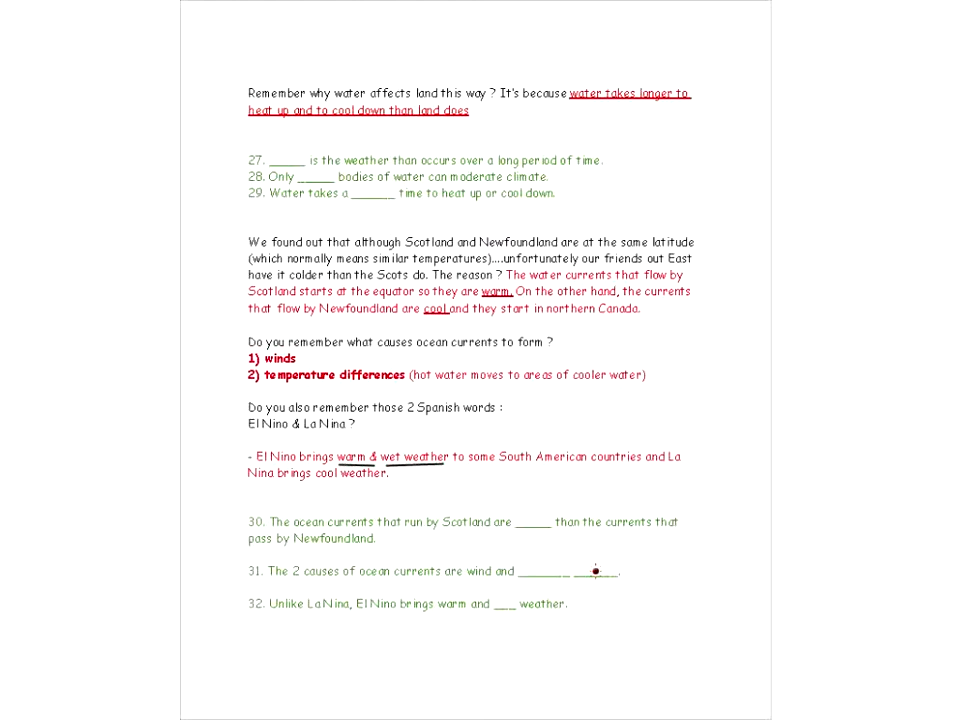 Remember why water affects land this way ? It's because water takes longer to
heat up and to cool down than land does
27. _____ is the weather than occurs over a long period of time.
28. Only _____ bodies of water can moderate climate.
29. Water takes a ______ time to heat up or cool down.
We found out that although Scotland and Newfoundland are at the same latitude
(which normally means similar temperatures)....unfortunately our friends out East
have it colder than the Scots do. The reason ? The water currents that flow by
Scotland starts at the equator so they are warm. On the other hand, the currents
that flow by Newfoundland are cool and they start in northern Canada.
Do you remember what causes ocean currents to form ?
1) winds
2) temperature differences (hot water moves to areas of cooler water)
Do you also remember those 2 Spanish words :
El Nino & La Nina ?
- El Nino brings warm & wet weather to some South American countries and La
Nina brings cool weather.
30. The ocean currents that run by Scotland are _____ than the currents that
pass by Newfoundland.
31. The 2 causes of ocean currents are wind and _______ ______.
32. Unlike La Nina, El Nino brings warm and ___ weather.